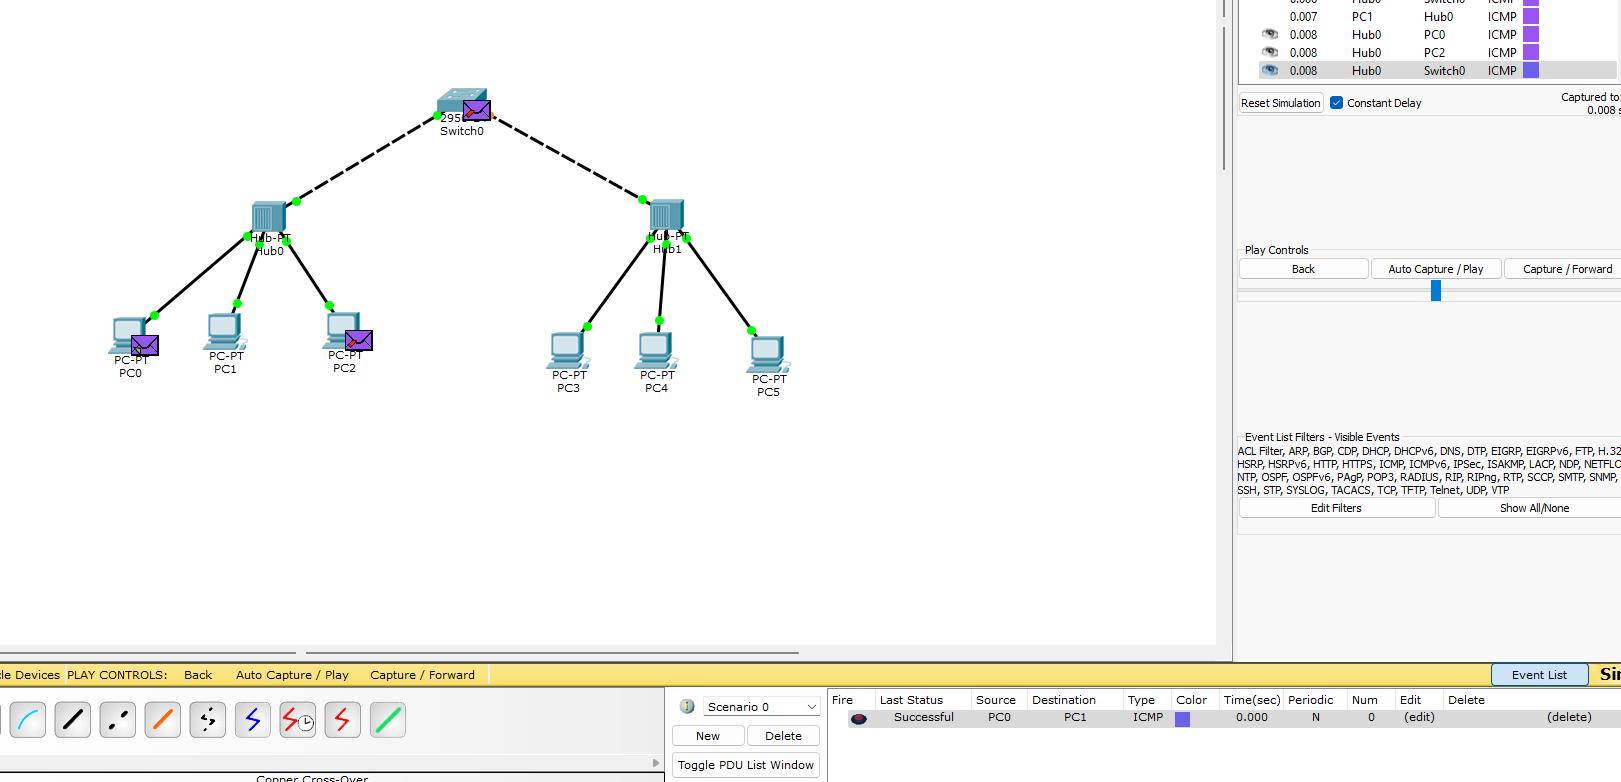 0.007 PC1 Hub0 ICMP
0.008 Hub0 PC0 ICMP
0.008 Hub0 PC2 ICMP
0.008 Hub0 Switch0 ICMP
Reset Simulation Constant Delay Captured to:
0.008 s
Switch0
Hub-PT
Hub0
Hub-PT
Hub1
PC-PT
PC0
PC-PT
PC1
PC-PT
PC2
PC-PT
PC3
PC-PT
PC4
PC-PT
PC5
Play Controls
Back Auto Capture / Play Capture / Forward
Event List Filters - Visible Events
ACL Filter, ARP, BGP, CDP, DHCP, DHCPv6, DNS, DTP, EIGRP, EIGRPv6, FTP, H.32
HSRP, HSRPv6, HTTP, HTTPS, ICMP, ICMPv6, IPSec, ISAKMP, LACP, NDP, NETFLO
NTP, OSPF, OSPFv6, PAgP, POP3, RADIUS, RIP, RIPng, RTP, SCCP, SMTP, SNMP,
SSH, STP, SYSLOG, TACACS, TCP, TFTP, Telnet, UDP, VTP
Edit Filters Show All/None
cle Devices PLAY CONTROLS: Back Auto Capture / Play Capture / Forward Event List Sir
Scenario 0
New Delete
Toggle PDU List Window
Fire Last Status Source Destination Type Color Time(sec) Periodic Num Edit Delete
Successful PC0 PC1 ICMP 0.000 N 0 (edit) (delete)
Copper Cross-Over